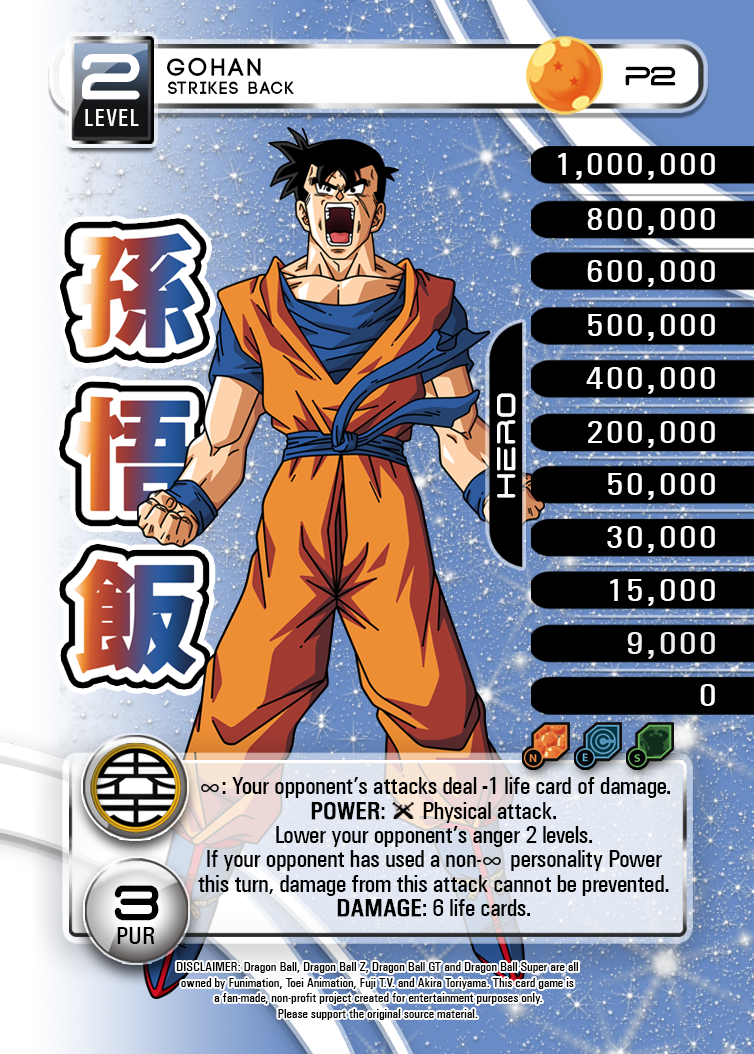 2
LEVEL
GOHAN
STRIKES BACK
P2
1,000,000
800,000
600,000
500,000
400,000
200,000
50,000
30,000
15,000
9,000
0
HERO
孫
悟
飯
N
E
S
∞: Your opponent's attacks deal -1 life card of damage.
POWER: Physical attack.
Lower your opponent's anger 2 levels.
If your opponent has used a non-∞ personality Power
this turn, damage from this attack cannot be prevented.
DAMAGE: 6 life cards.
3
PUR
DISCLAIMER: Dragon Ball, Dragon Ball Z, Dragon Ball GT and Dragon Ball Super are all
owned by Funimation, Toei Animation, Fuji T.V. and Akira Toriyama. This card game is
a fan-made, non-profit project created for entertainment purposes only.
Please support the original source material.